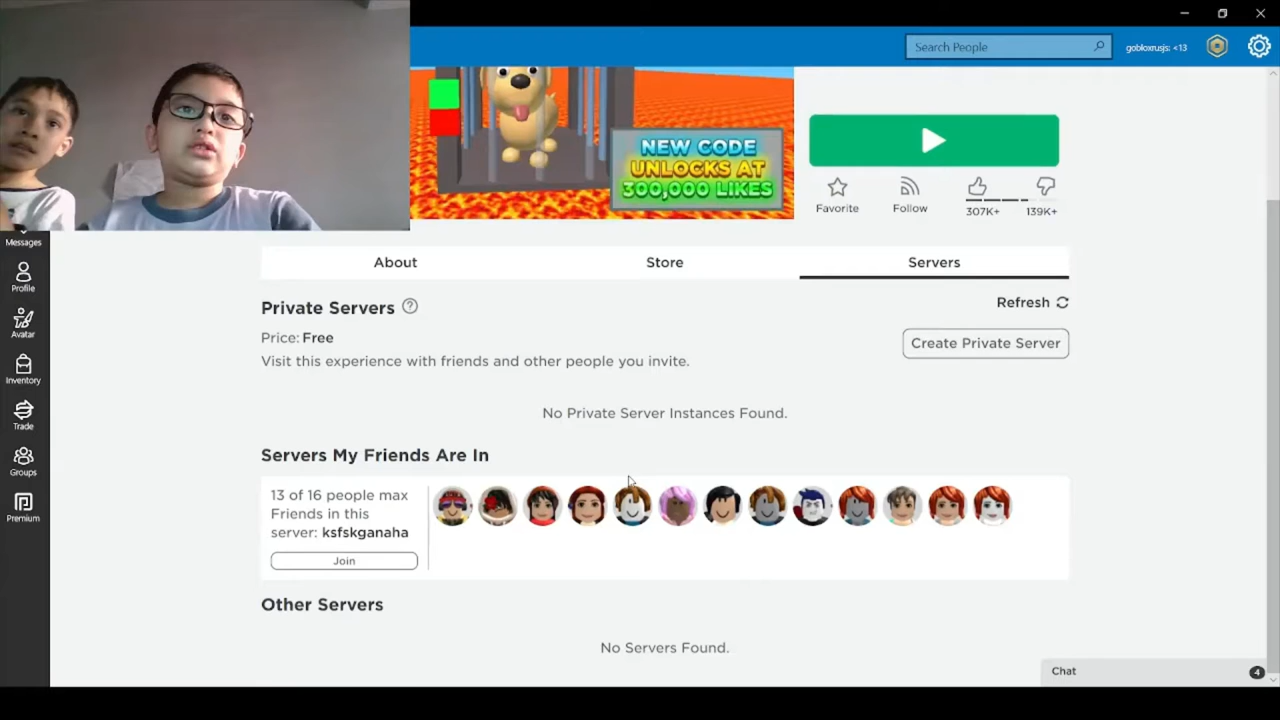 Search People
gobloxrusjs: <13
NEW CODE
UNLOCKS AT
300,000 LIKES
Favorite
Follow
307K+
139K+
Messages
Profile
Avatar
Inventory
Trade
Groups
Premium
About
Store
Servers
Private Servers
Refresh
Price: Free
Create Private Server
Visit this experience with friends and other people you invite.
No Private Server Instances Found.
Servers My Friends Are In
13 of 16 people max
Friends in this
server: ksfskganaha
Join
Other Servers
No Servers Found.
Chat
4